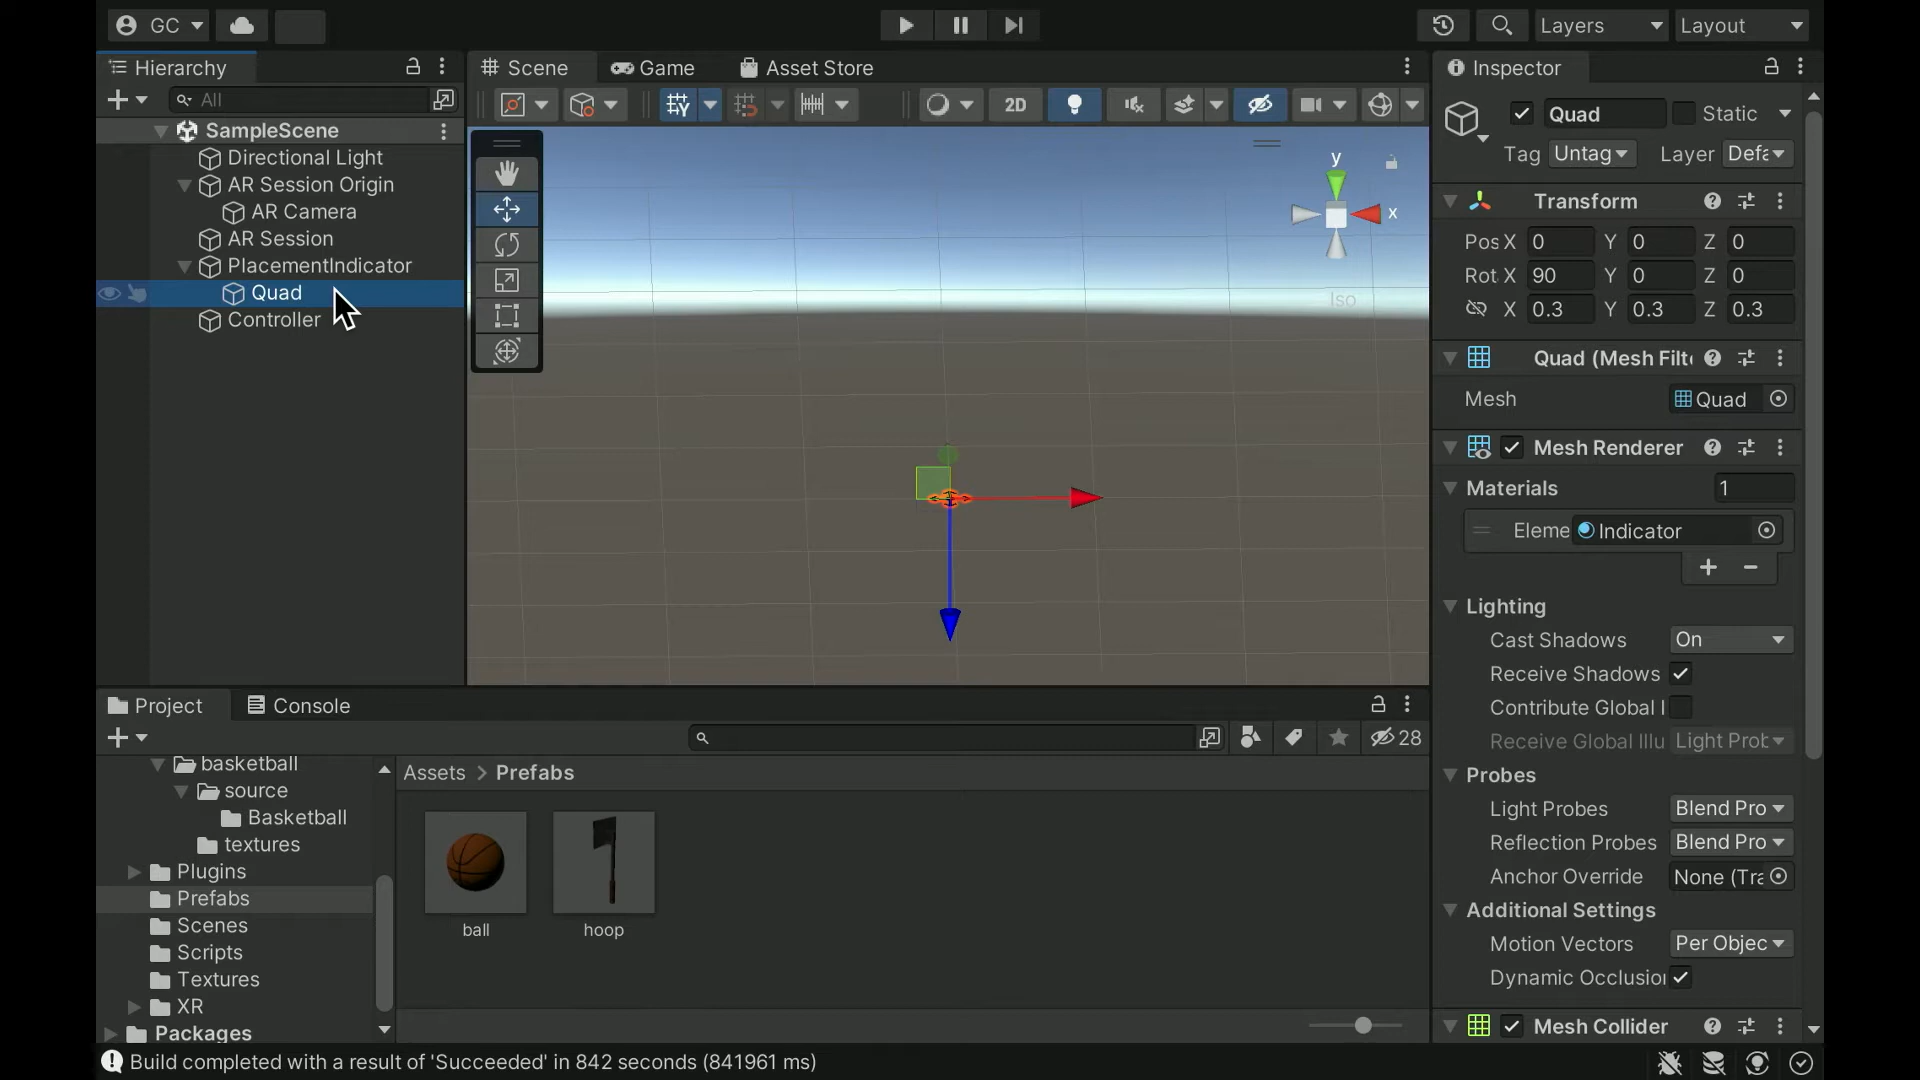 GC
Layers
Layout
Hierarchy
All
SampleScene
Directional Light
AR Session Origin
AR Camera
AR Session
PlacementIndicator
Quad
Controller
Scene
Game
Asset Store
2D
y
x
Iso
Inspector
Quad
Static
Tag Untag Layer Defa
Transform
Pos X 0 Y 0 Z 0
Rot X 90 Y 0 Z 0
X 0.3 Y 0.3 Z 0.3
Quad (Mesh Filt
Mesh Quad
Mesh Renderer
Materials 1
Eleme Indicator
Lighting
Cast Shadows On
Receive Shadows
Contribute Global I
Receive Global Illu Light Prob
Probes
Light Probes Blend Pro
Reflection Probes Blend Pro
Anchor Override None (Tra
Additional Settings
Motion Vectors Per Objec
Dynamic Occlusion
Mesh Collider
Project
Console
28
basketball
source
Basketball
textures
Plugins
Prefabs
Scenes
Scripts
Textures
XR
Packages
Assets > Prefabs
ball
hoop
Build completed with a result of 'Succeeded' in 842 seconds (841961 ms)